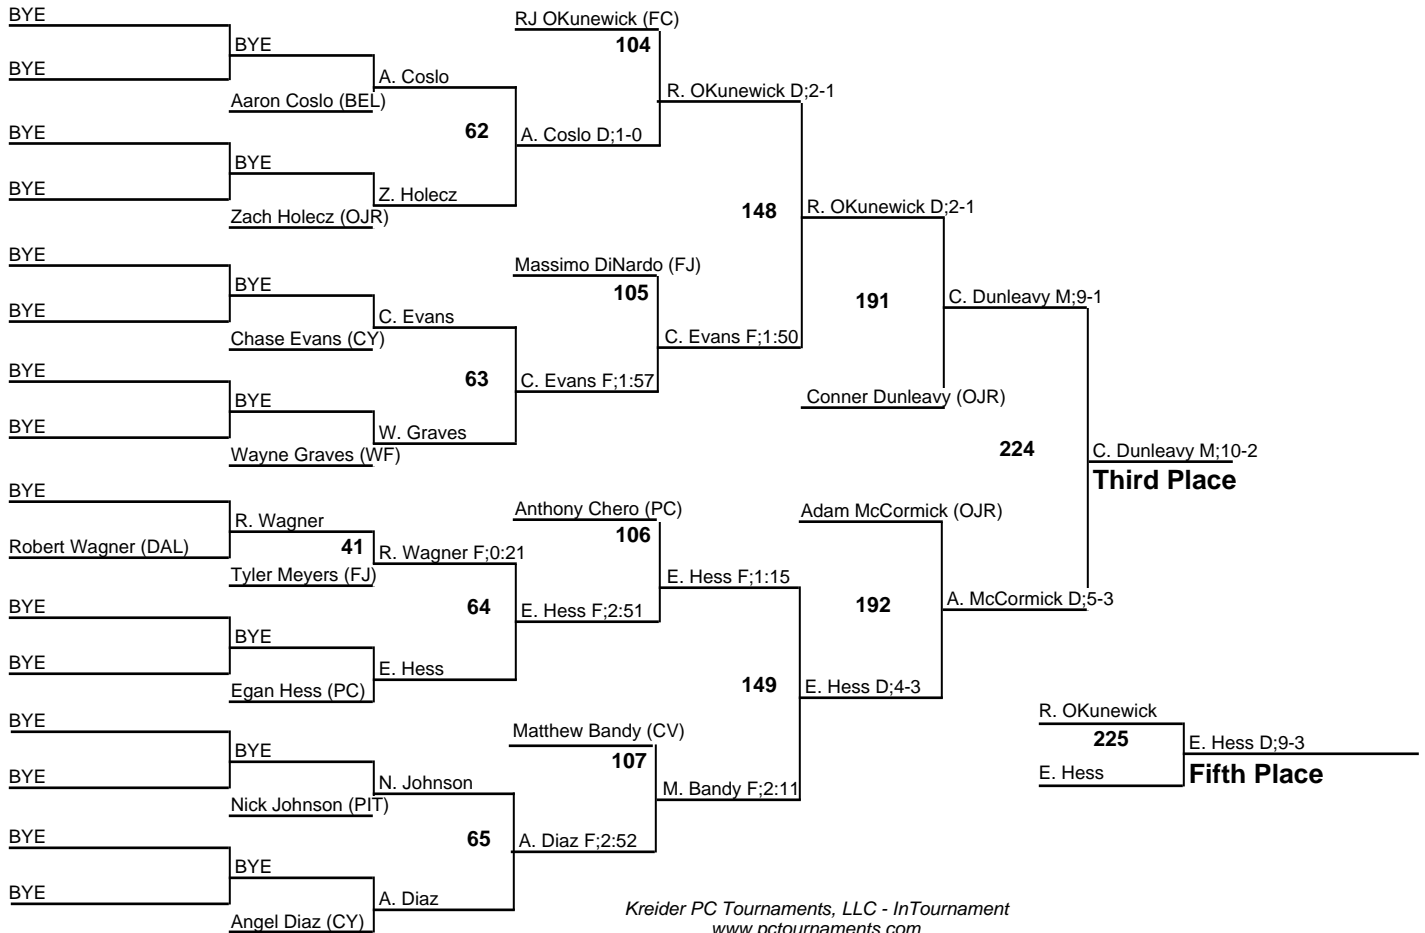 BYE
BYE
BYE
A. Coslo
Aaron Coslo (BEL)
62
BYE
BYE
BYE
Z. Holecz
Zach Holecz (OJR)
RJ OKunewick (FC)
104
A. Coslo D;1-0
R. OKunewick D;2-1
BYE
BYE
BYE
C. Evans
Chase Evans (CY)
63
BYE
BYE
BYE
W. Graves
Wayne Graves (WF)
Massimo DiNardo (FJ)
105
C. Evans F;1:57
C. Evans F;1:50
148
R. OKunewick D;2-1
191
Conner Dunleavy (OJR)
C. Dunleavy M;9-1
BYE
Robert Wagner (DAL)
R. Wagner
41
Tyler Meyers (FJ)
R. Wagner F;0:21
64
BYE
BYE
BYE
E. Hess
Egan Hess (PC)
Anthony Chero (PC)
106
E. Hess F;2:51
E. Hess F;1:15
BYE
BYE
BYE
N. Johnson
Nick Johnson (PIT)
65
BYE
BYE
BYE
A. Diaz
Angel Diaz (CY)
Matthew Bandy (CV)
107
A. Diaz F;2:52
M. Bandy F;2:11
149
Adam McCormick (OJR)
192
E. Hess D;4-3
A. McCormick D;5-3
224
C. Dunleavy M;10-2
Third Place
R. OKunewick
225
E. Hess
E. Hess D;9-3
Fifth Place
Kreider PC Tournaments, LLC - InTournament
www.pctournaments.com